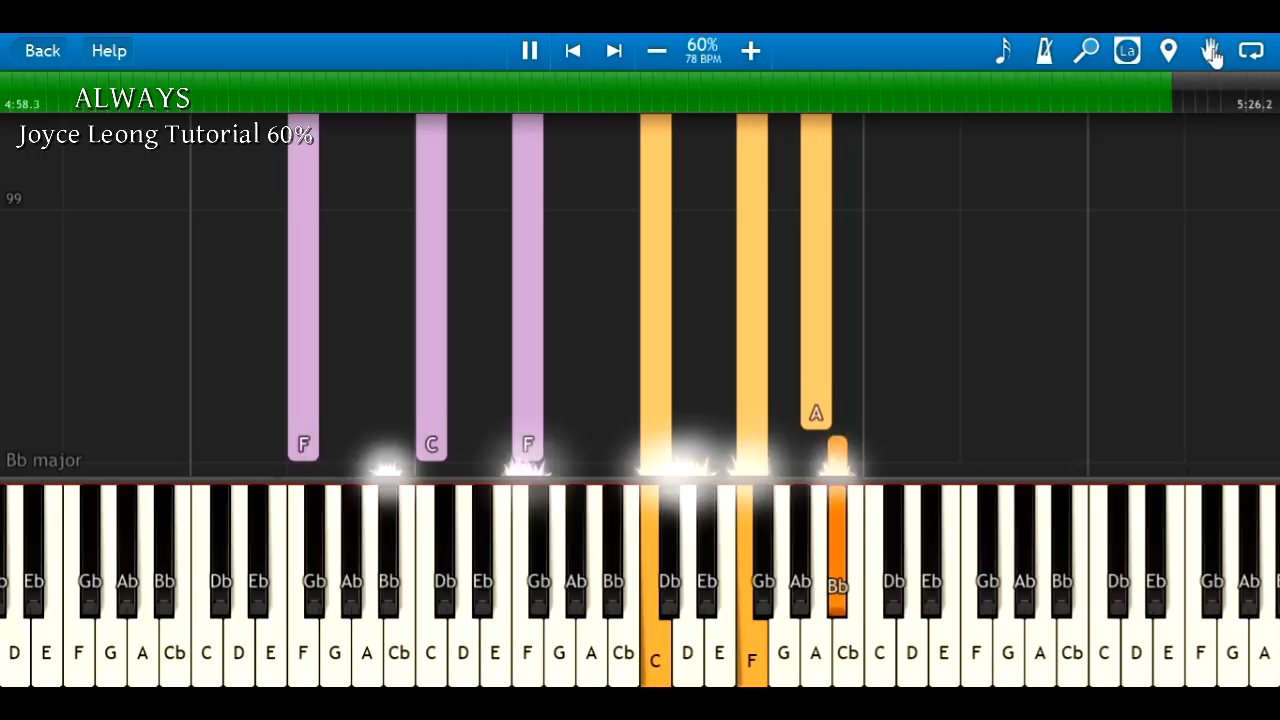 Back Help 60% La
78 BPM
4:58.3 ALWAYS 5:26.2
Joyce Leong Tutorial 60%
99
A
F C F
Bb major
Eb Gb Ab Bb Db Eb Gb Ab Bb Db Eb Gb Ab Bb Db Eb Gb Ab Bb Db Eb Gb Ab Bb Db Eb Gb Ab
D E F G A Cb C D E F G A Cb C D E F G A Cb C D E F G A Cb C D E F G A Cb C D E F G A